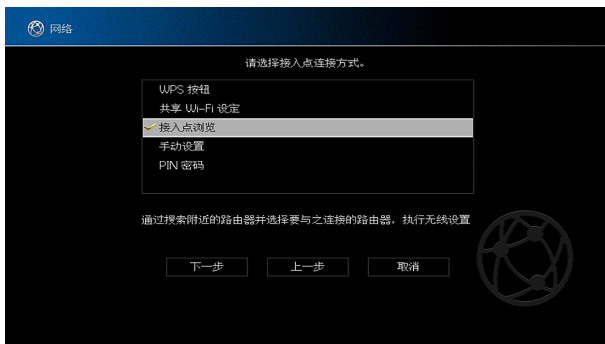 网络
请选择接入点连接方式。
WPS 按钮
共享 Wi-Fi 设定
接入点浏览
手动设置
PIN 密码
通过搜索附近的路由器并选择要与之连接的路由器，执行无线设置
下一步 上一步 取消